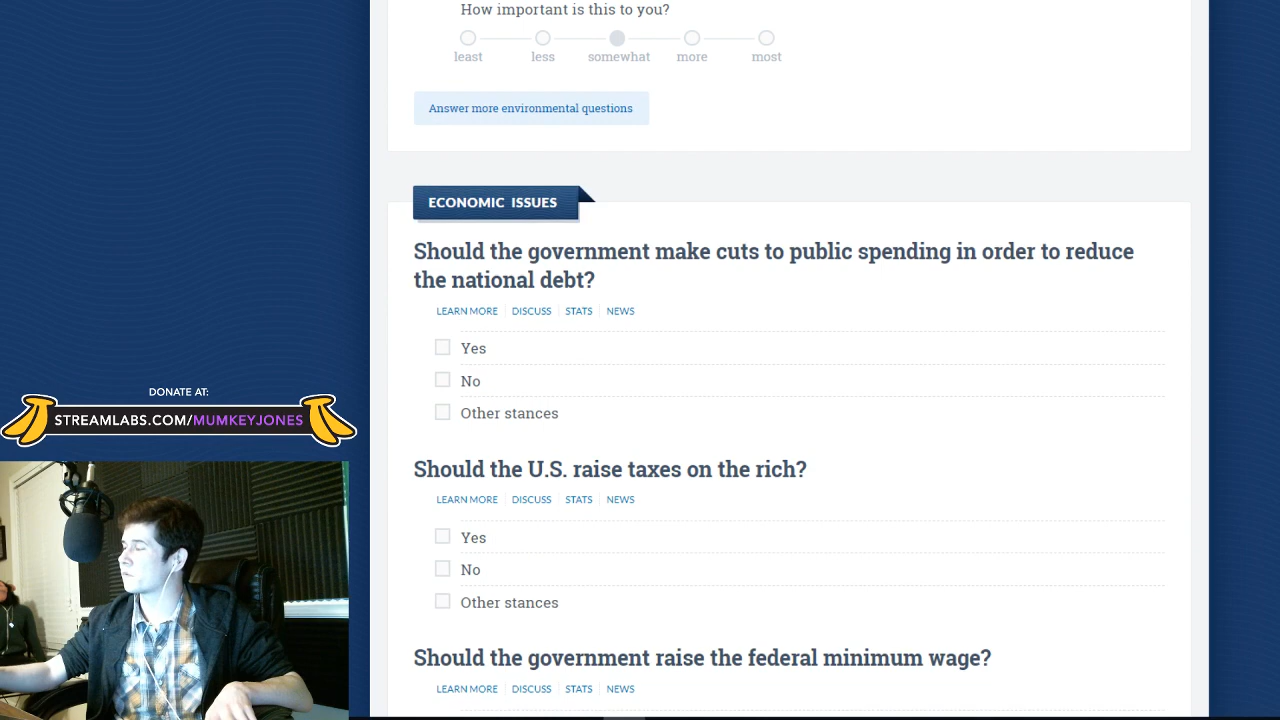 How important is this to you?
least less somewhat more most
Answer more environmental questions
ECONOMIC ISSUES
Should the government make cuts to public spending in order to reduce
the national debt?
LEARN MORE DISCUSS STATS NEWS
Yes
No
Other stances
Should the U.S. raise taxes on the rich?
LEARN MORE DISCUSS STATS NEWS
Yes
No
Other stances
Should the government raise the federal minimum wage?
LEARN MORE DISCUSS STATS NEWS
DONATE AT:
STREAMLABS.COM/MUMKEYJONES